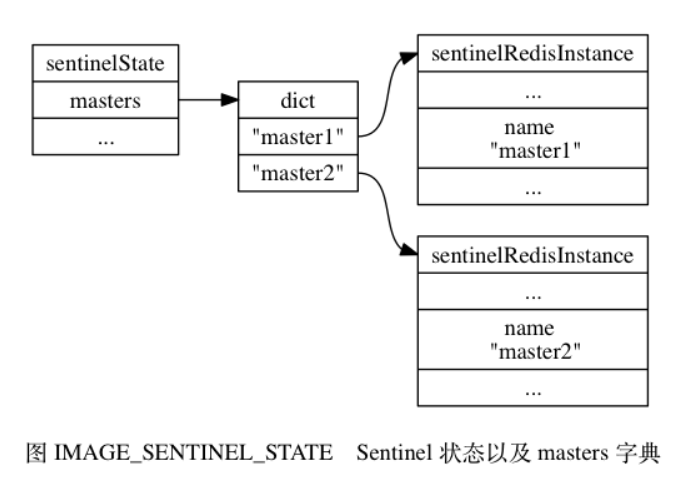 sentinelState
masters
...
dict
"master1"
"master2"
sentinelRedisInstance
...
name
"master1"
...
sentinelRedisInstance
...
name
"master2"
...
图 IMAGE_SENTINEL_STATE Sentinel 状态以及 masters 字典